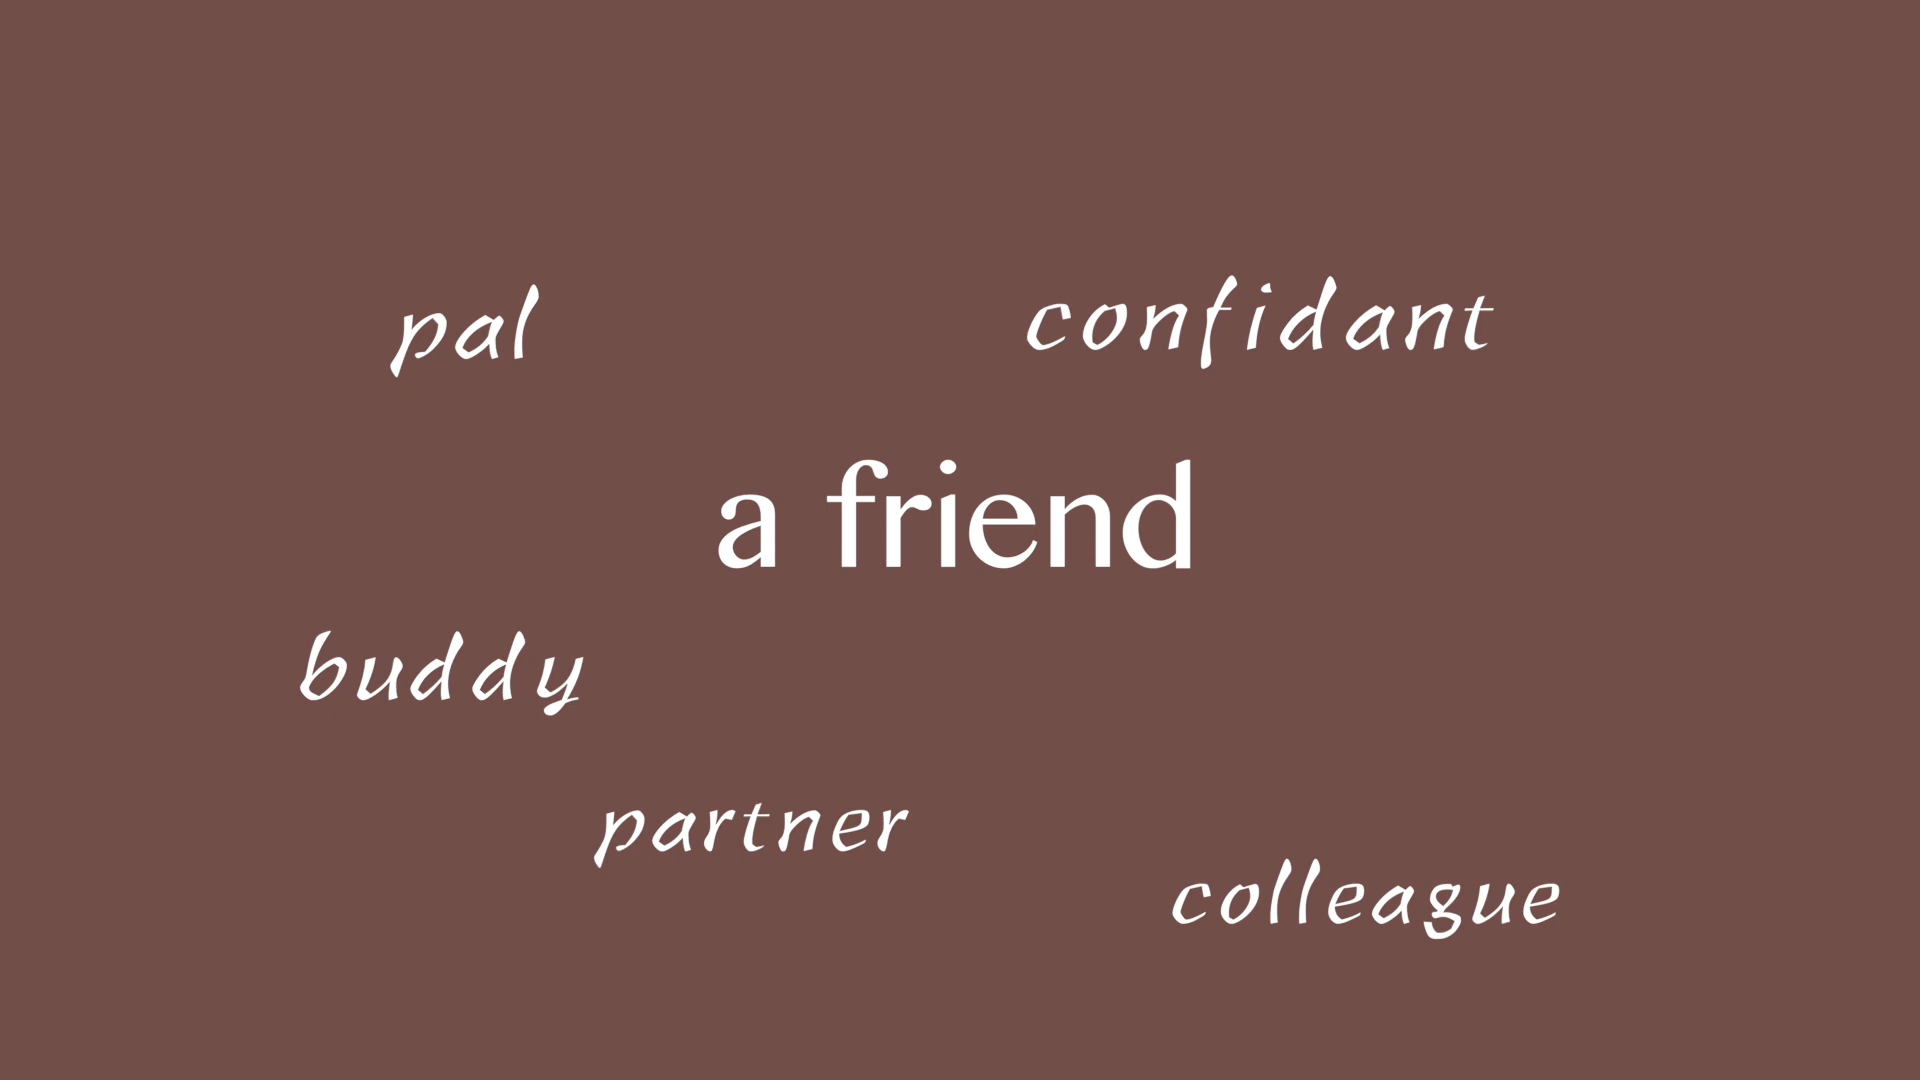 pal
confidant
a friend
buddy
partner
colleague